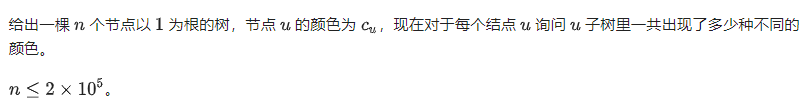 给出一棵 n 个节点以 1 为根的树，节点 u 的颜色为 c_u，现在对于每个结点 u 询问 u 子树里一共出现了多少种不同的
颜色。
n ≤ 2 × 10^5。